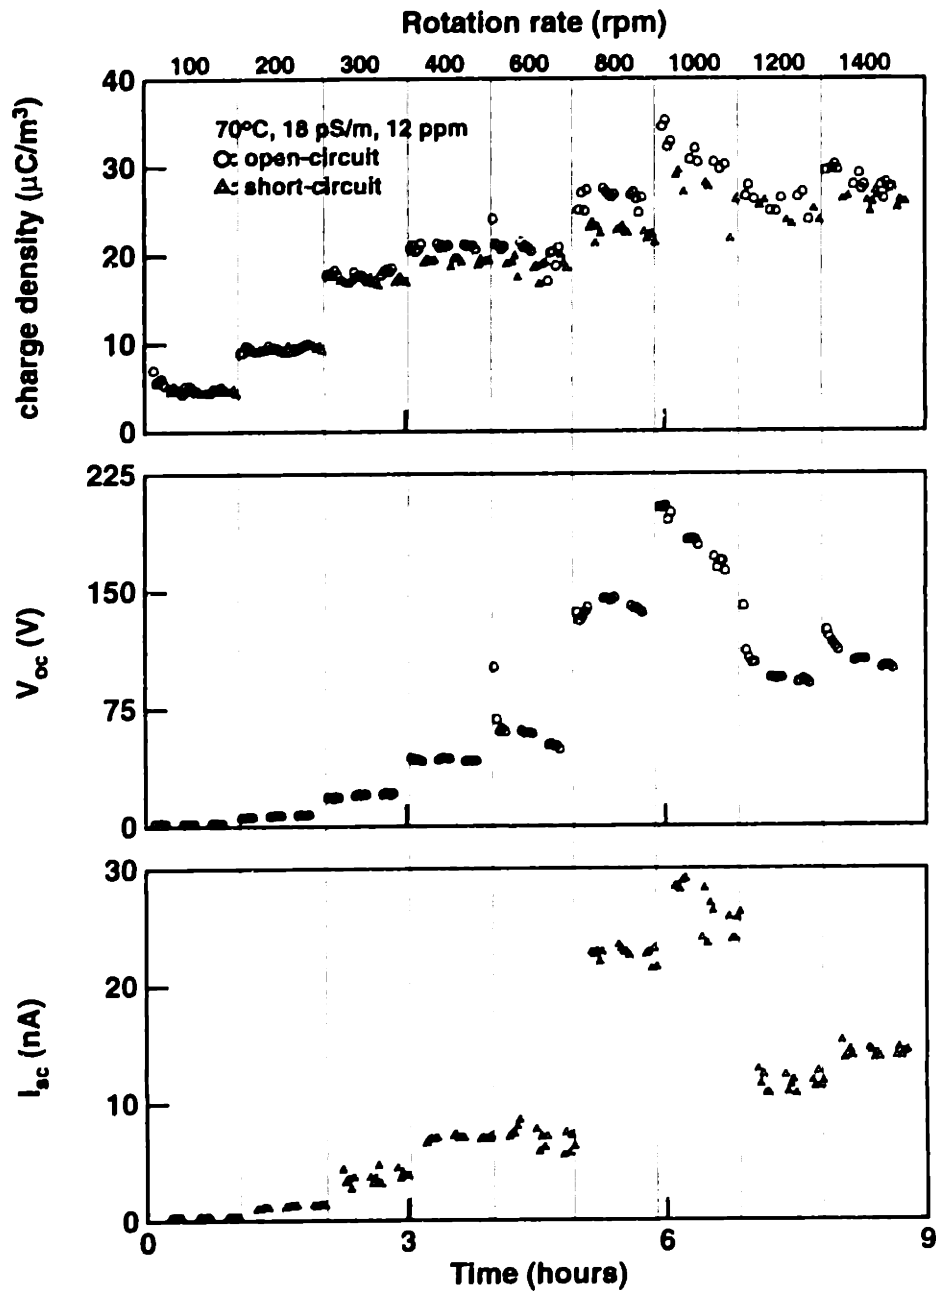 Rotation rate (rpm)
100 200 300 400 600 800 1000 1200 1400
40
30
20
10
0
charge density (μC/m³)
70°C, 18 pS/m, 12 ppm
O: open-circuit
▲: short-circuit
225
150
75
0
Voc (V)
30
20
10
0
Isc (nA)
0 3 6 9
Time (hours)